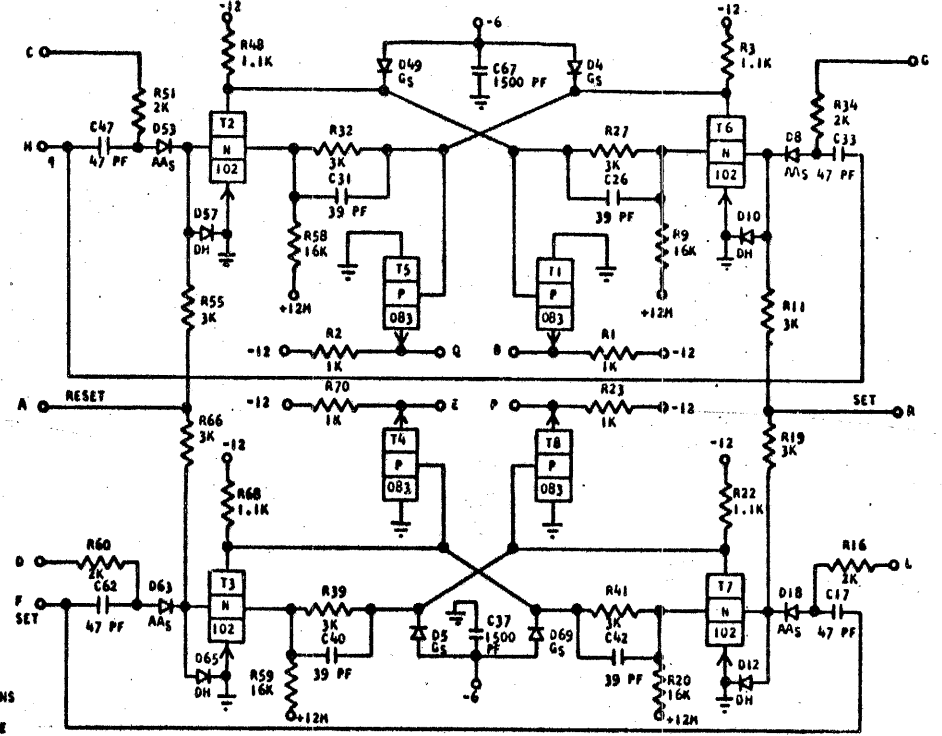 -12
R48
1.1K
-6
-12
R3
1.1K
C
G
D49
GS
C67
1500 PF
D4
GS
R51
2K
R34
2K
C47
47 PF
D53
AAS
T2
N
102
R32
3K
C31
39 PF
R27
3K
C26
39 PF
T6
N
102
D8
C33
47 PF
H
9
D57
DH
R58
16K
+12M
R9
16K
+12M
D10
DH
T5
P
083
T1
P
083
R55
3K
R11
3K
-12
R2
1K
Q
B
R1
1K
-12
A
RESET
-12
R70
1K
Z
P
R23
1K
-12
SET
R
R66
3K
T4
P
083
T8
P
083
R19
3K
-12
R68
1.1K
-12
R22
1.1K
D
R60
2K
R16
2K
L
F
SET
C62
47 PF
D63
AAS
T3
N
102
R39
3K
C40
39 PF
D5
GS
C37
1500
PF
D69
GS
R41
3K
C42
39 PF
T7
N
102
D18
AAS
C17
47 PF
D65
DH
R59
16K
+12M
-6
R20
16K
+12M
D12
DH
NS
E